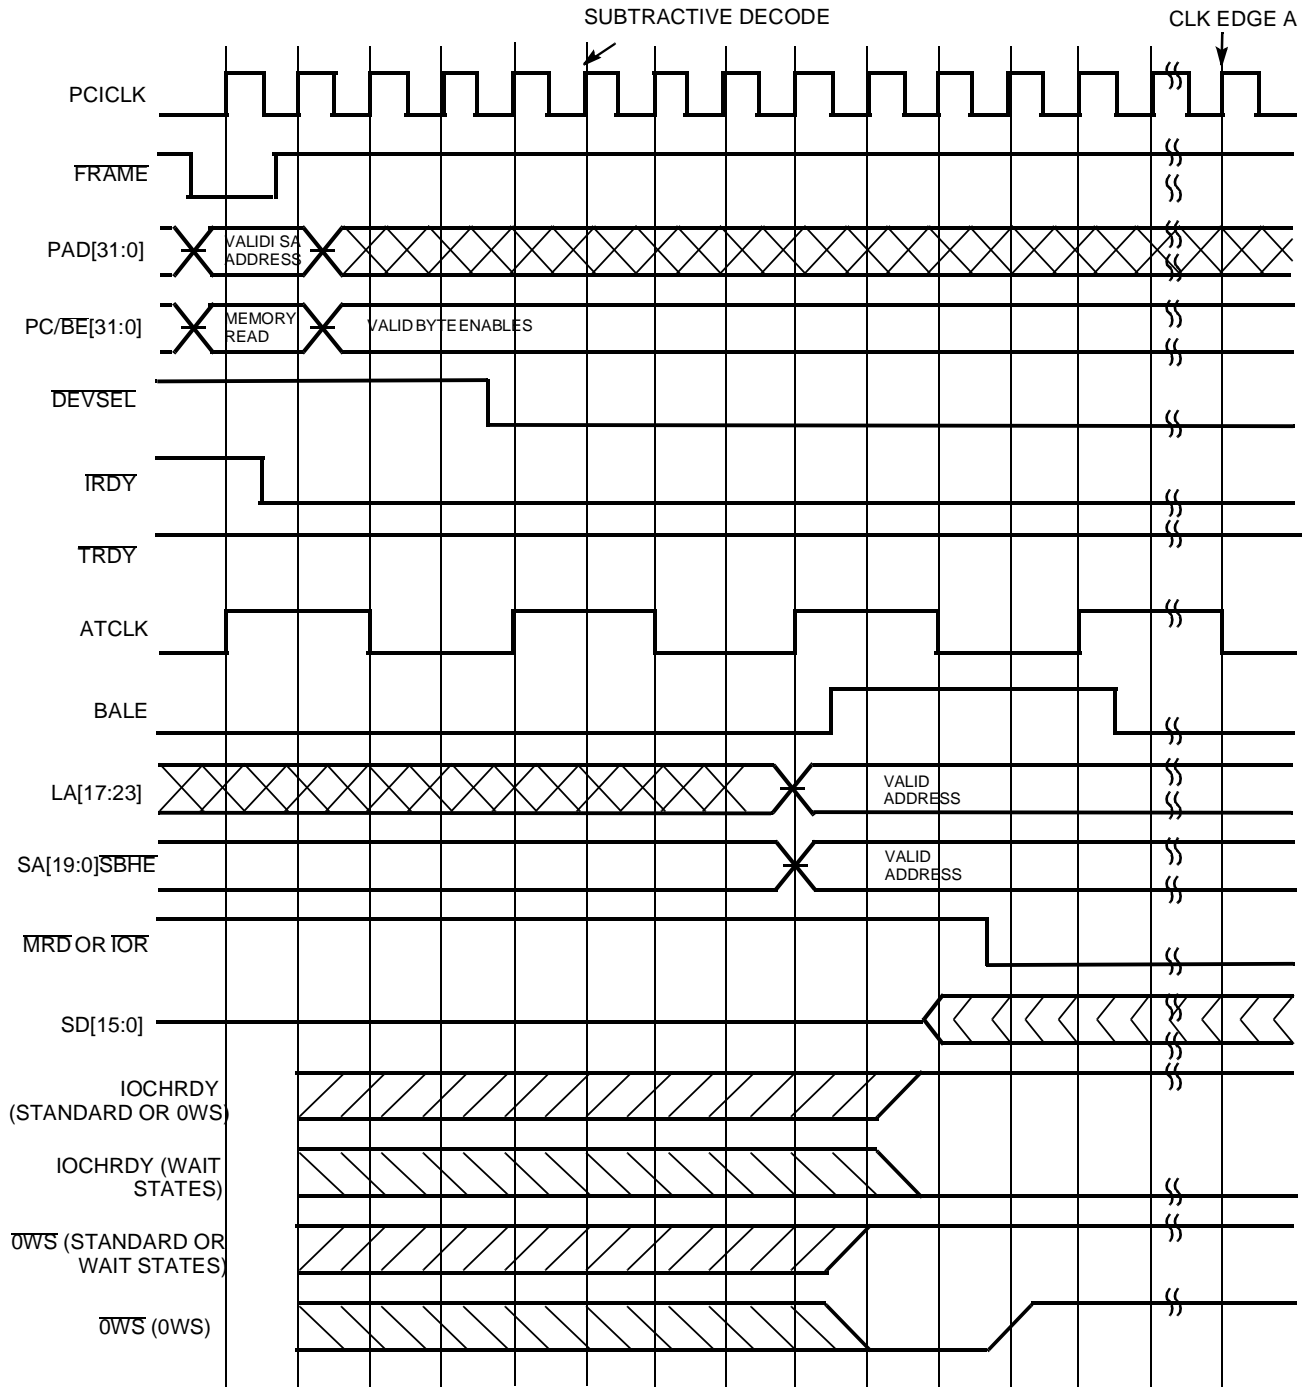 SUBTRACTIVE DECODE
CLK EDGE A
PCICLK
FRAME
PAD[31:0]
VALIDI SA
ADDRESS
PC/BE[31:0]
MEMORY
READ
VALID BYTE ENABLES
DEVSEL
IRDY
TRDY
ATCLK
BALE
LA[17:23]
VALID
ADDRESS
SA[19:0]SBHE
VALID
ADDRESS
MRD OR IOR
SD[15:0]
IOCHRDY
(STANDARD OR 0WS)
IOCHRDY (WAIT
STATES)
0WS (STANDARD OR
WAIT STATES)
0WS (0WS)